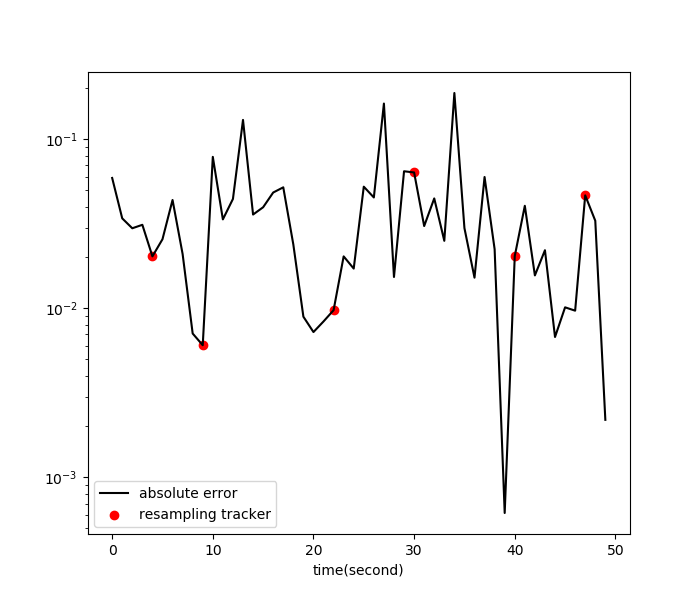 10⁻¹
10⁻²
10⁻³
absolute error
resampling tracker
0 10 20 30 40 50
time(second)